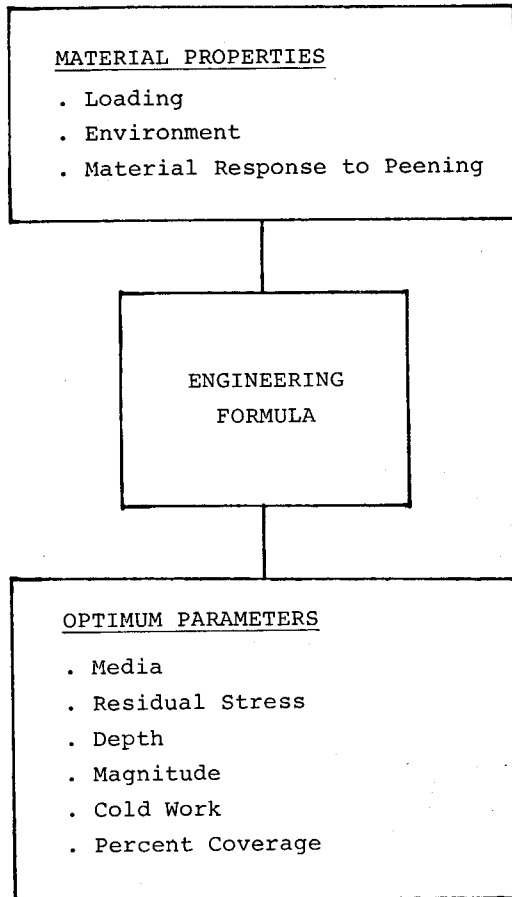 MATERIAL PROPERTIES
. Loading
. Environment
. Material Response to Peening
ENGINEERING
FORMULA
OPTIMUM PARAMETERS
. Media
. Residual Stress
. Depth
. Magnitude
. Cold Work
. Percent Coverage